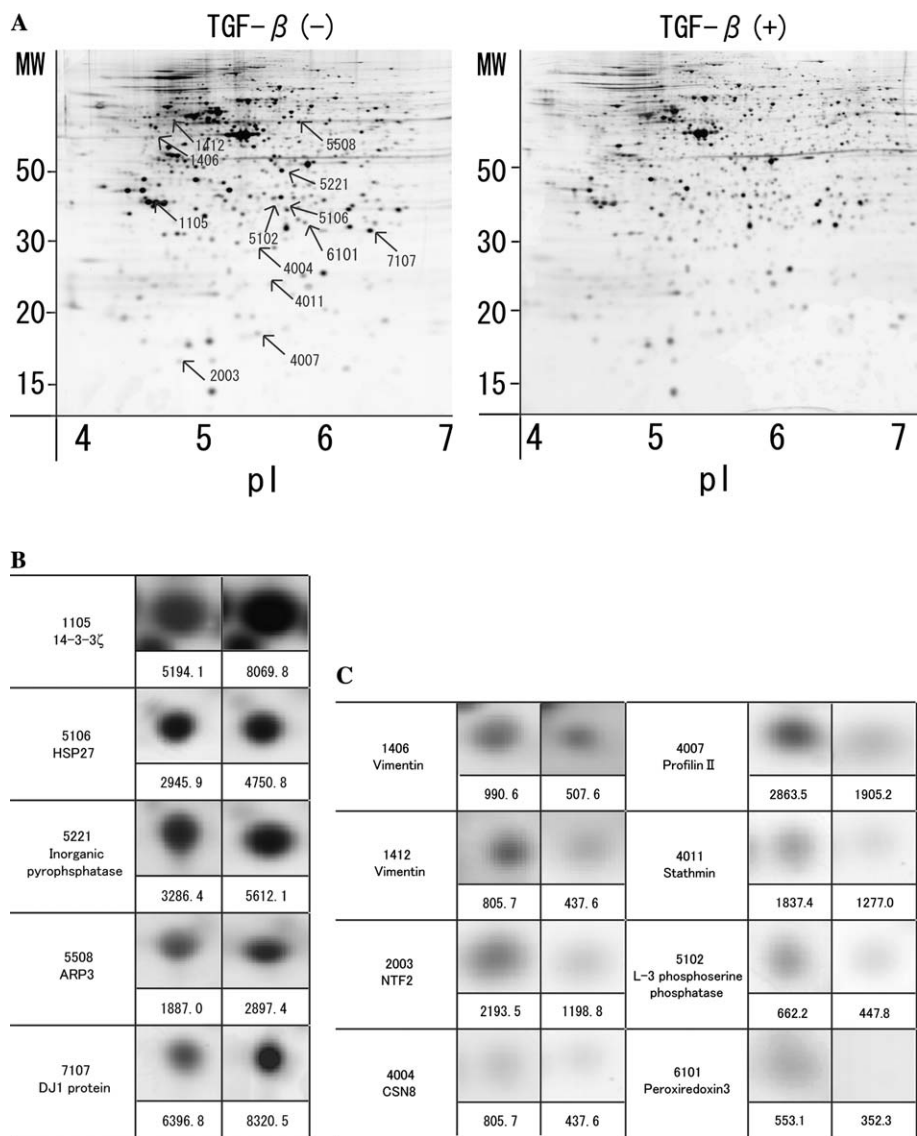 A
TGF-β (-)
TGF-β (+)
MW
MW
50
50
30
30
20
20
15
15
1412
1406
5508
5221
1105
5102
5106
6101
7107
4004
4011
4007
2003
4 5 6 7
4 5 6 7
pI
pI
B
1105
14-3-3ζ
5194.1 8069.8
5106
HSP27
2945.9 4750.8
5221
Inorganic
pyrophsphatase
3286.4 5612.1
5508
ARP3
1887.0 2897.4
7107
DJ1 protein
6396.8 8320.5
C
1406
Vimentin
990.6 507.6
4007
Profilin Ⅱ
2863.5 1905.2
1412
Vimentin
805.7 437.6
4011
Stathmin
1837.4 1277.0
2003
NTF2
2193.5 1198.8
5102
L-3 phosphoserine
phosphatase
662.2 447.8
4004
CSN8
805.7 437.6
6101
Peroxiredoxin3
553.1 352.3